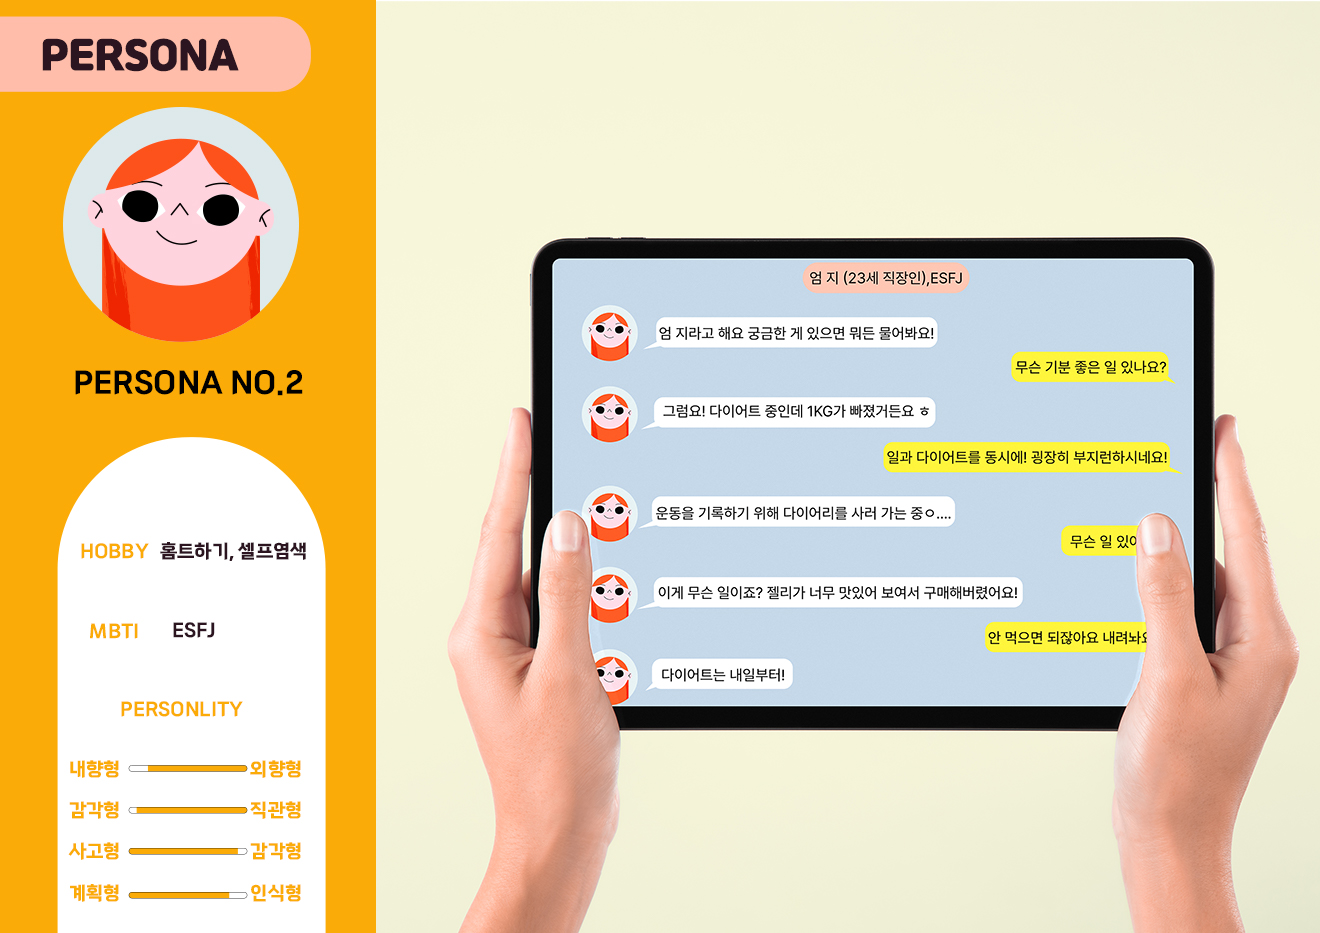 PERSONA
PERSONA NO.2
HOBBY 홈트하기, 셀프염색
MBTI ESFJ
PERSONLITY
내향형 외향형
감각형 직관형
사고형 감각형
계획형 인식형
엄 지 (23세 직장인),ESFJ
엄 지라고 해요 궁금한 게 있으면 뭐든 물어봐요!
무슨 기분 좋은 일 있나요?
그럼요! 다이어트 중인데 1KG가 빠졌거든요 ㅎ
일과 다이어트를 동시에! 굉장히 부지런하시네요!
운동을 기록하기 위해 다이어리를 사러 가는 중ㅇ....
무슨 일
이게 무슨 일이죠? 젤리가 너무 맛있어 보여서 구매해버렸어요!
안 먹으면 되잖아요
다이어트는 내일부터!